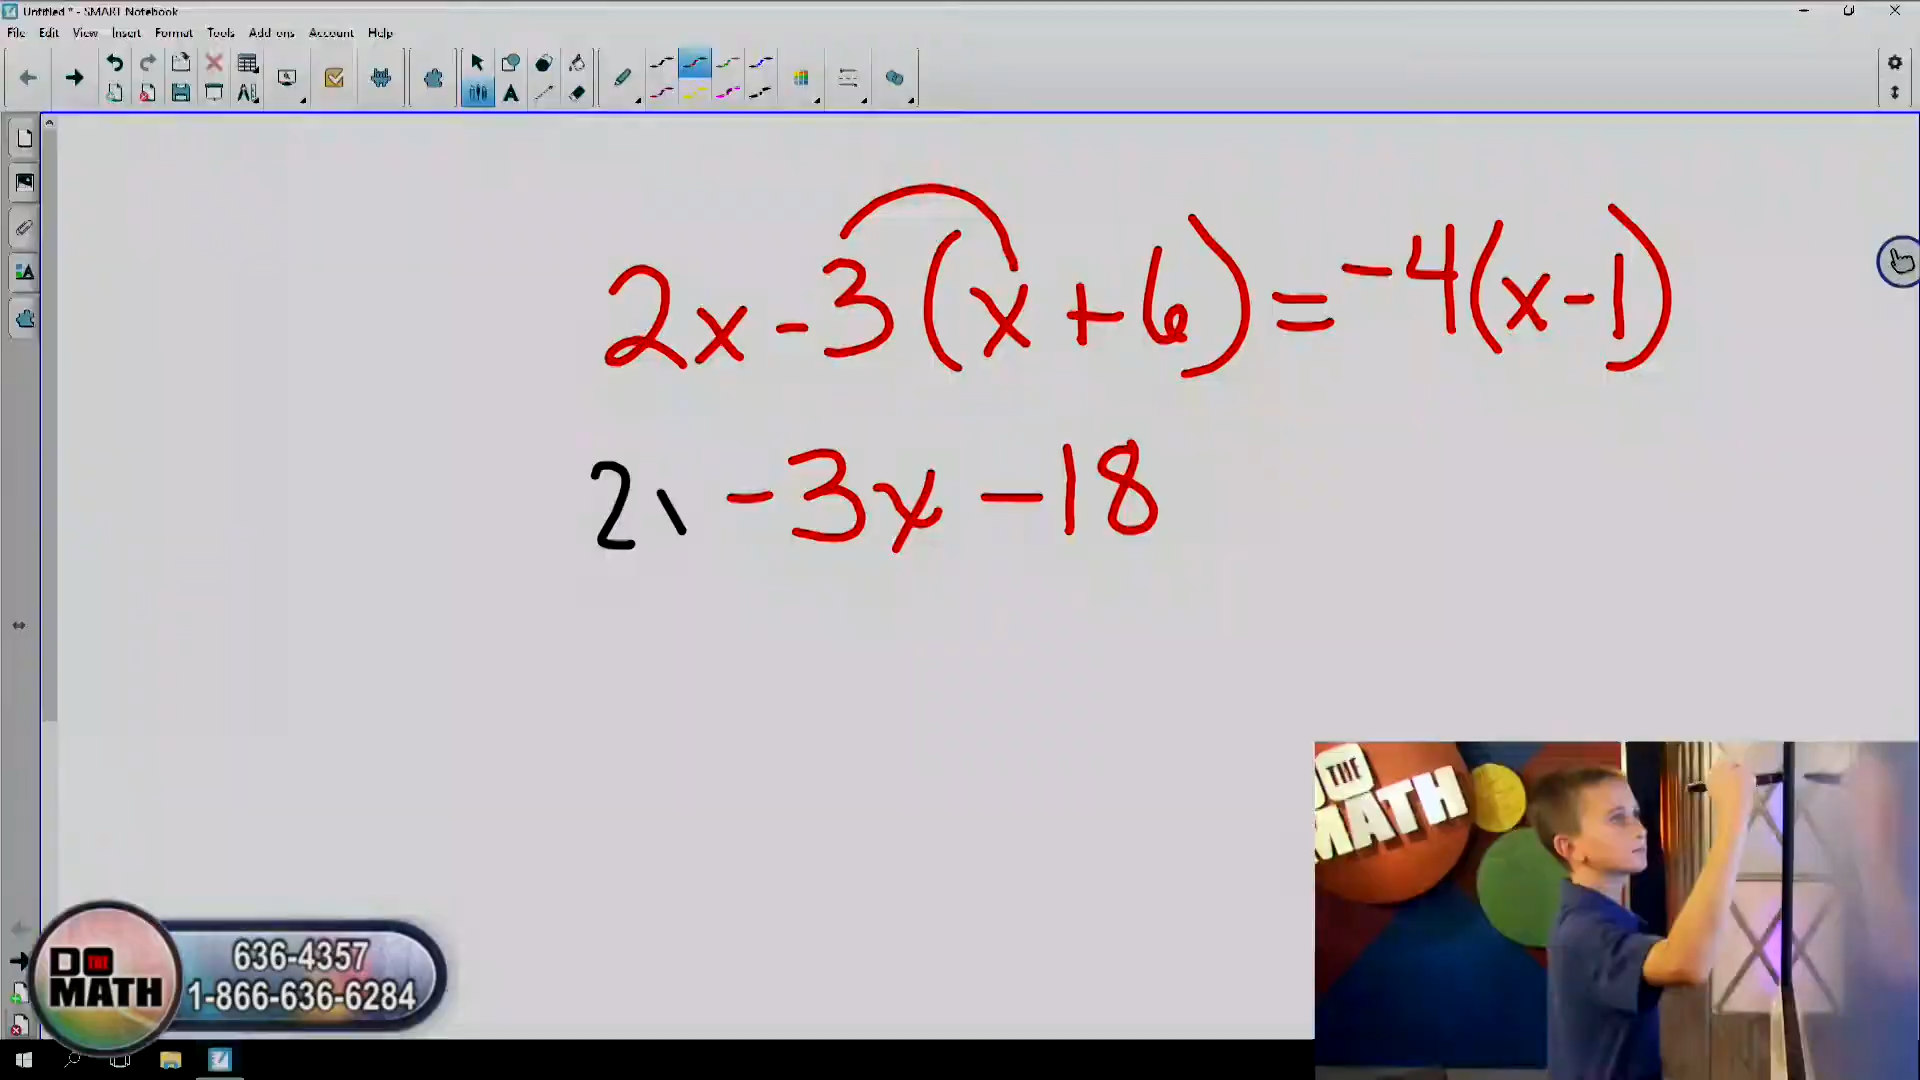 Untitled * - SMART Notebook
File Edit View Insert Format Tools Add-ons Account Help
2x - 3 (x + 6) = -4 (x - 1)
2 - 3x - 18
THE
MATH
DO THE
MATH
636-4357
1-866-636-6284